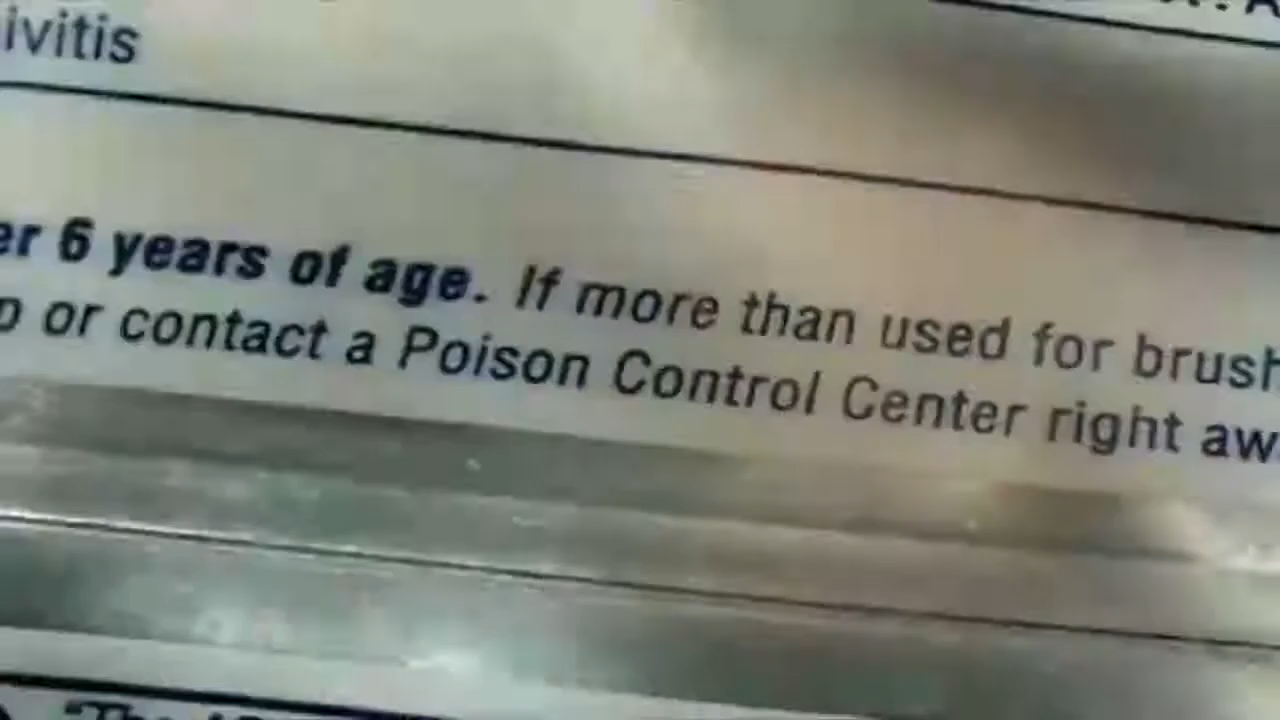 ivitis
er 6 years of age. If more than used for brush
p or contact a Poison Control Center right aw
"The